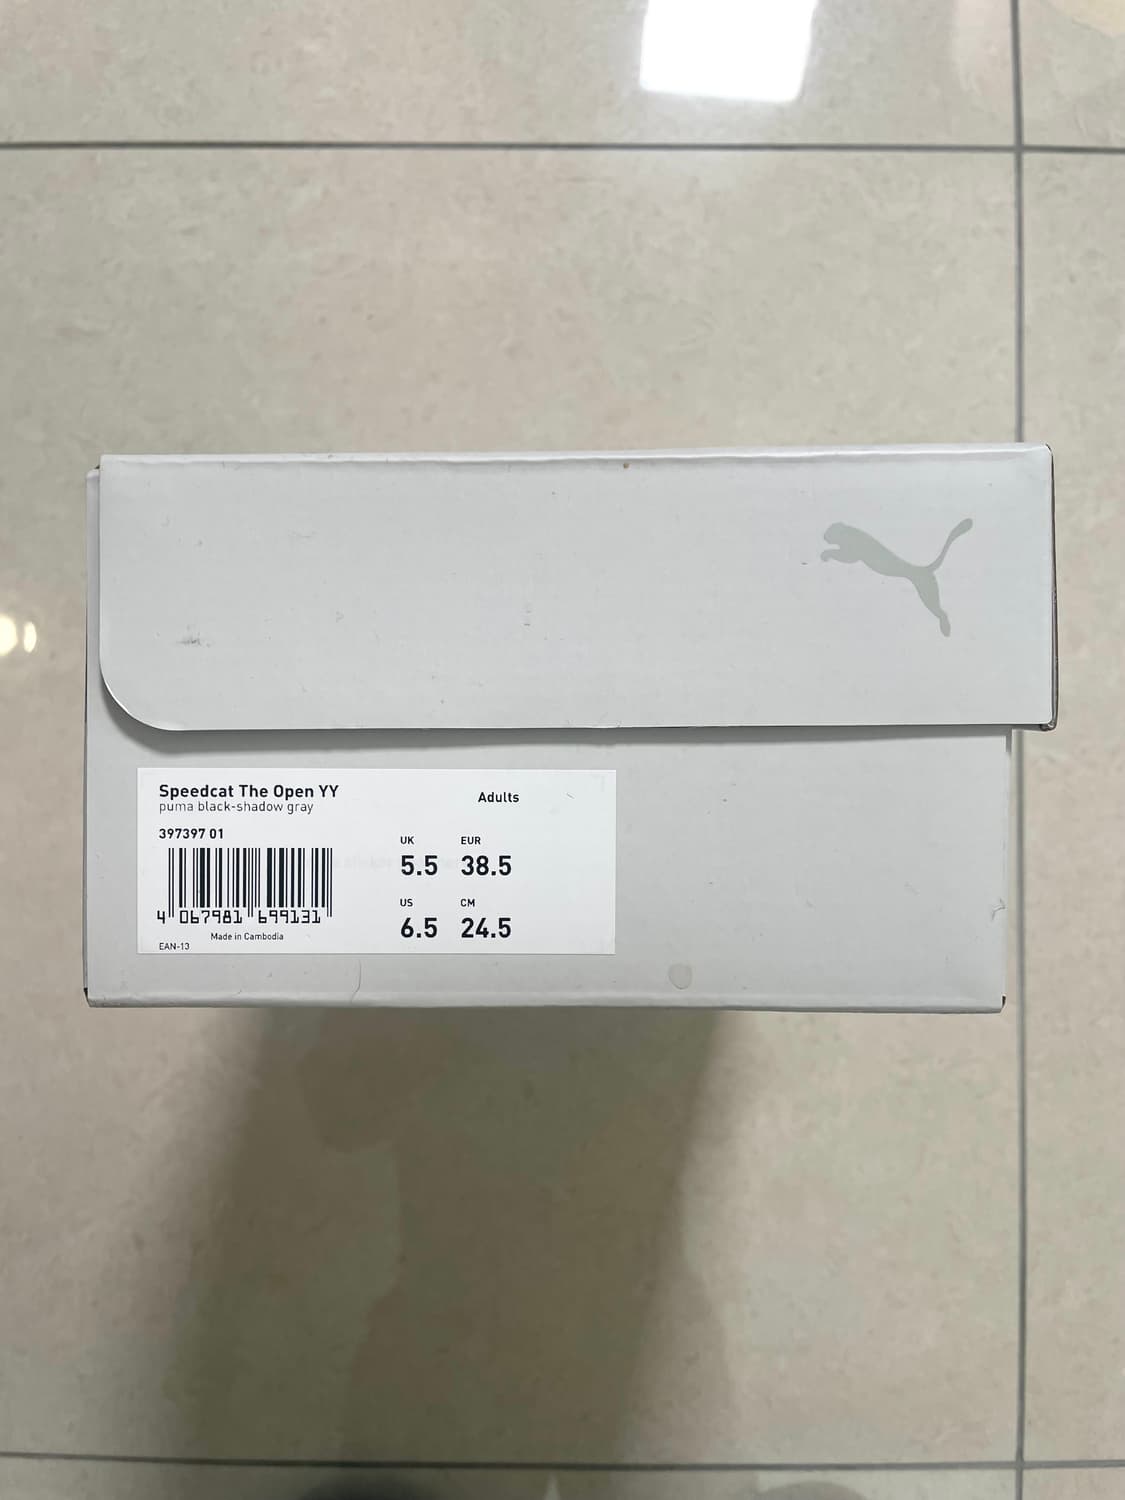 Speedcat The Open YY
puma black-shadow gray
Adults
397397 01
UK EUR
5.5 38.5
US CM
6.5 24.5
4 067981 699131
Made in Cambodia
EAN-13